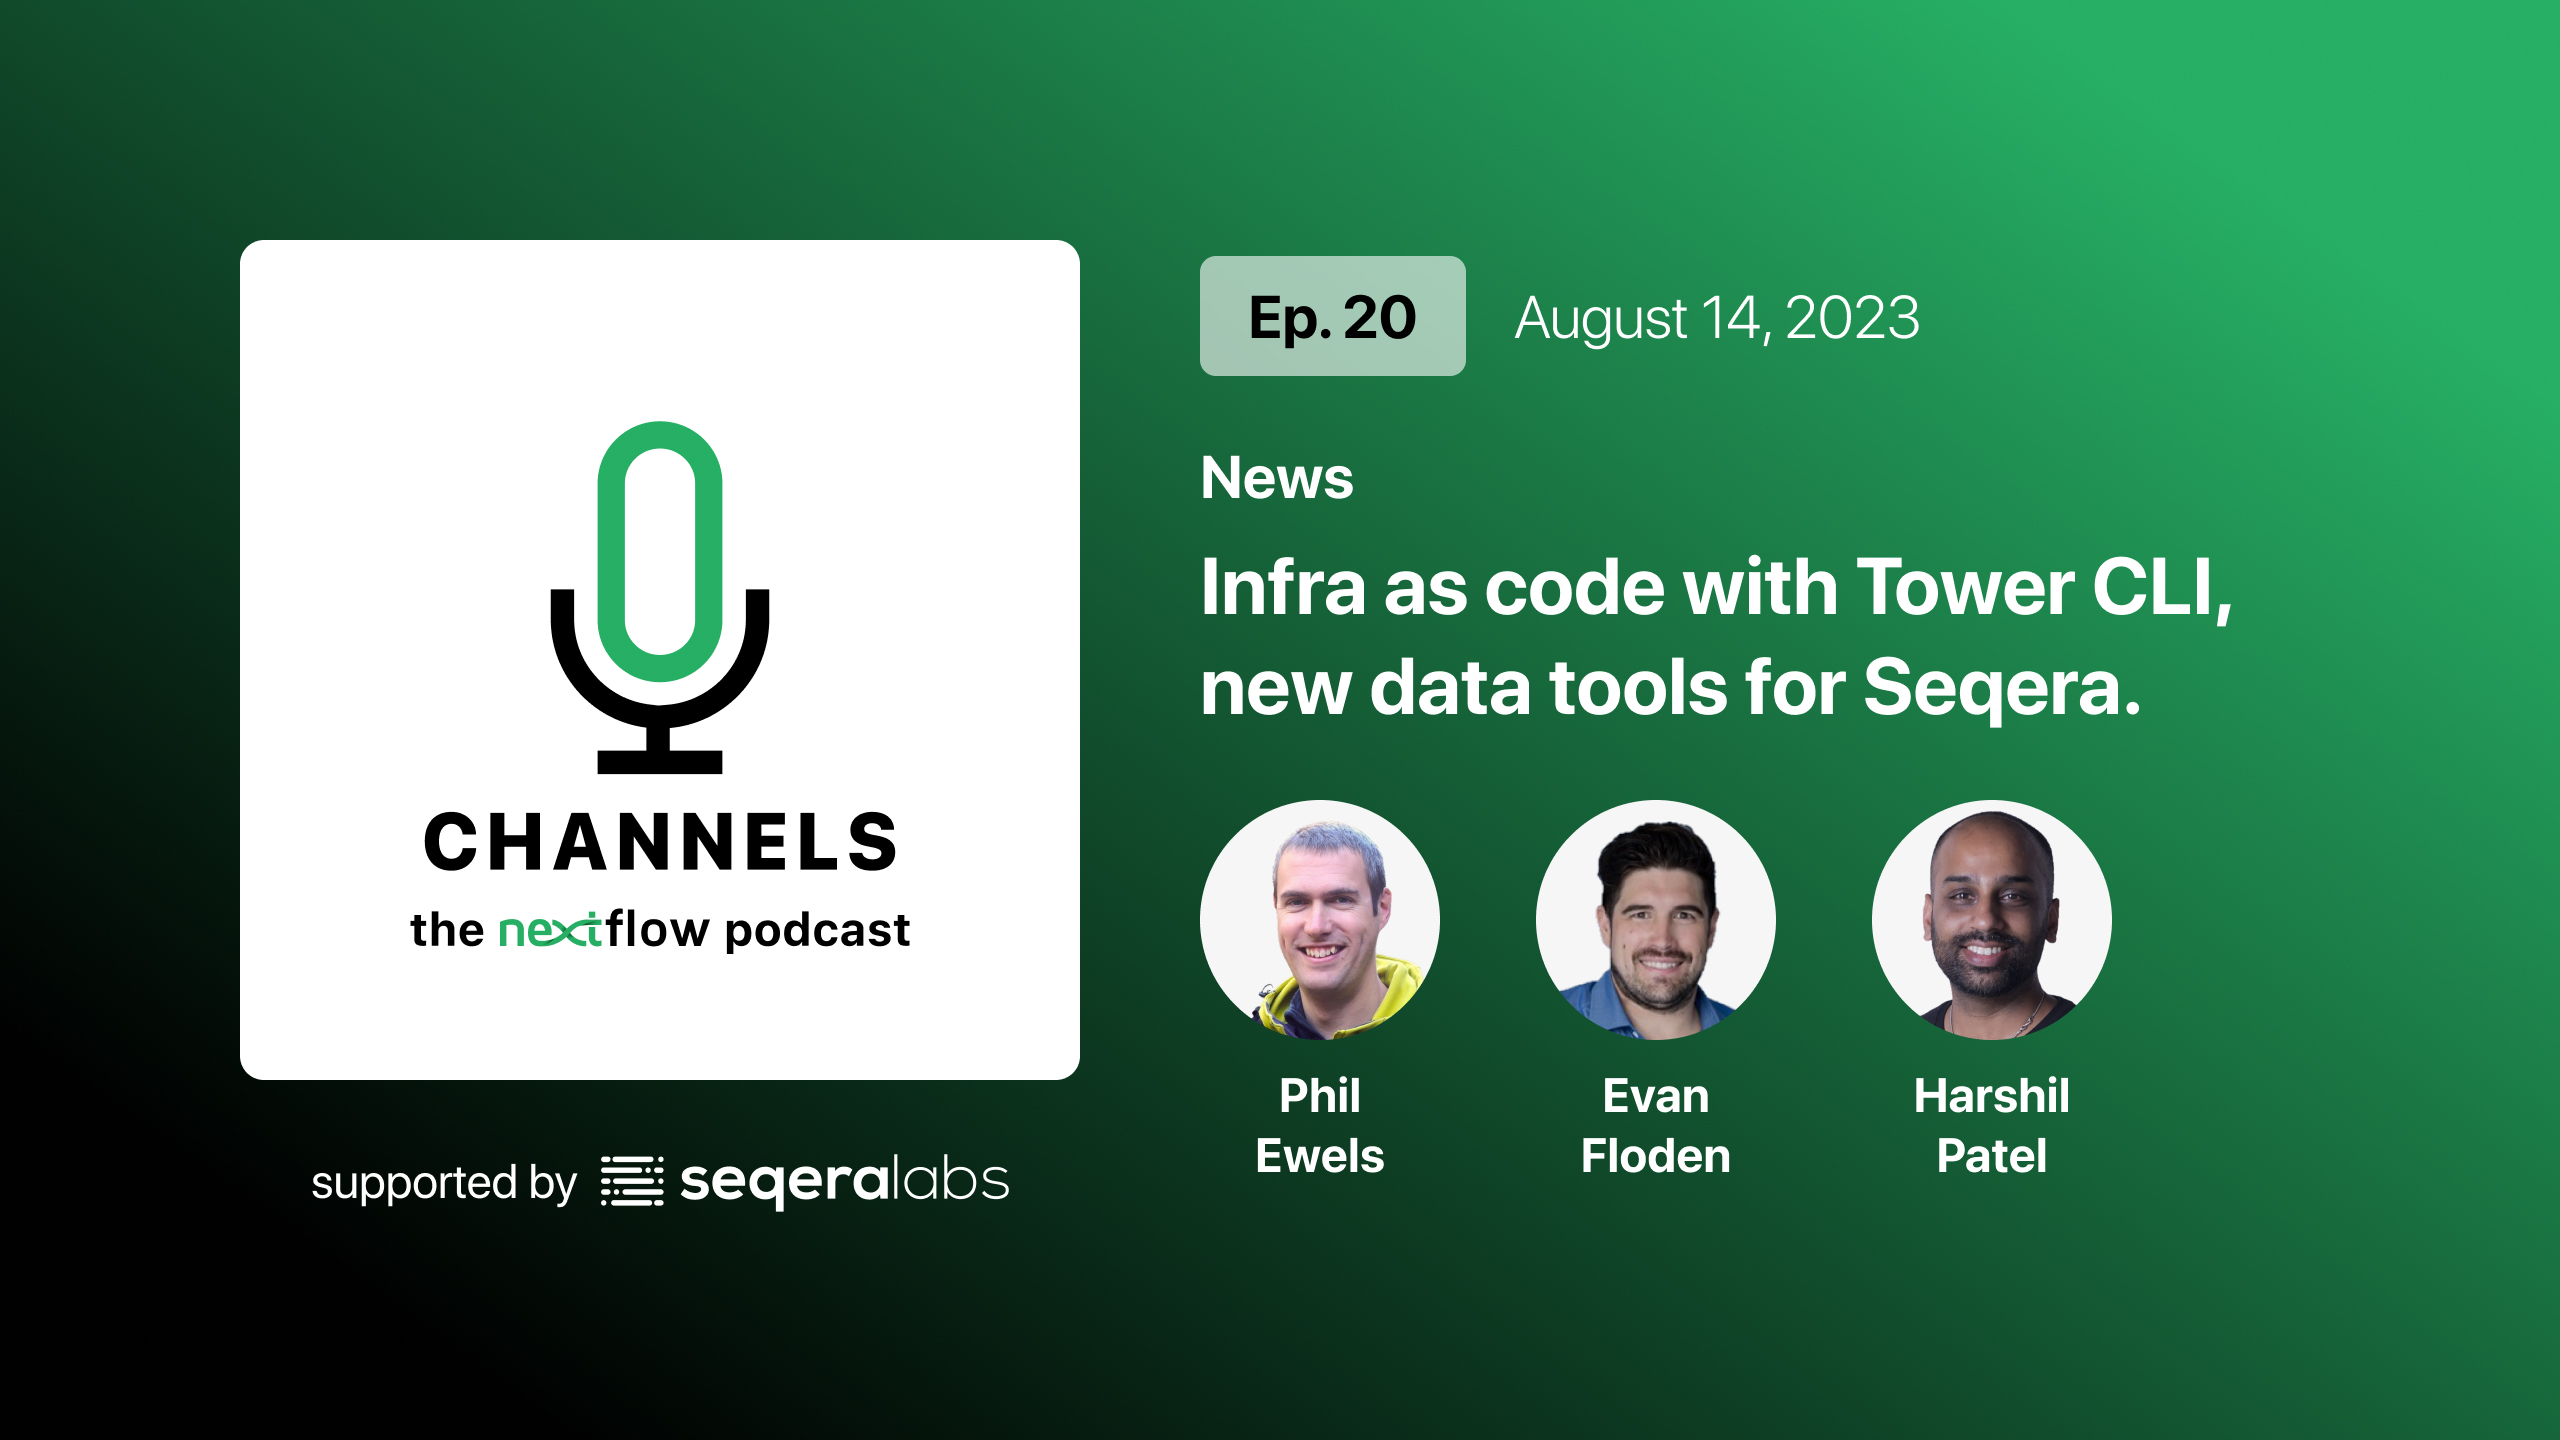 CHANNELS
the nextflow podcast
supported by seqeralabs
Ep. 20
August 14, 2023
News
Infra as code with Tower CLI,
new data tools for Seqera.
Phil
Ewels
Evan
Floden
Harshil
Patel